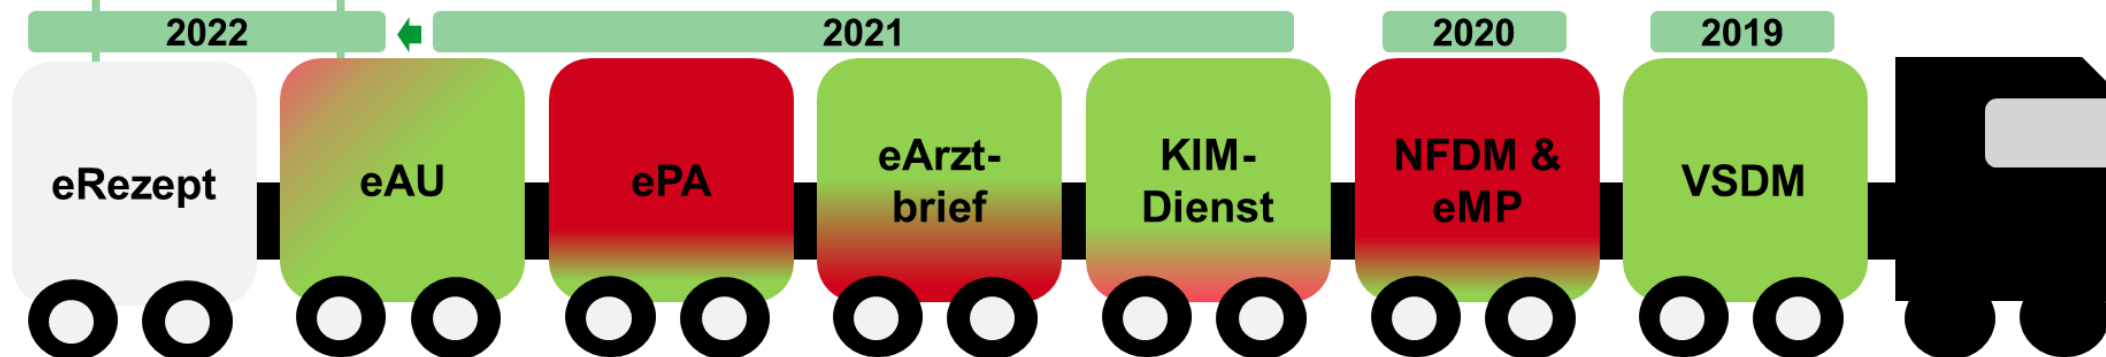 2022
2021
2020
2019
eRezept
eAU
ePA
eArzt-
brief
KIM-
Dienst
NFDM &
eMP
VSDM